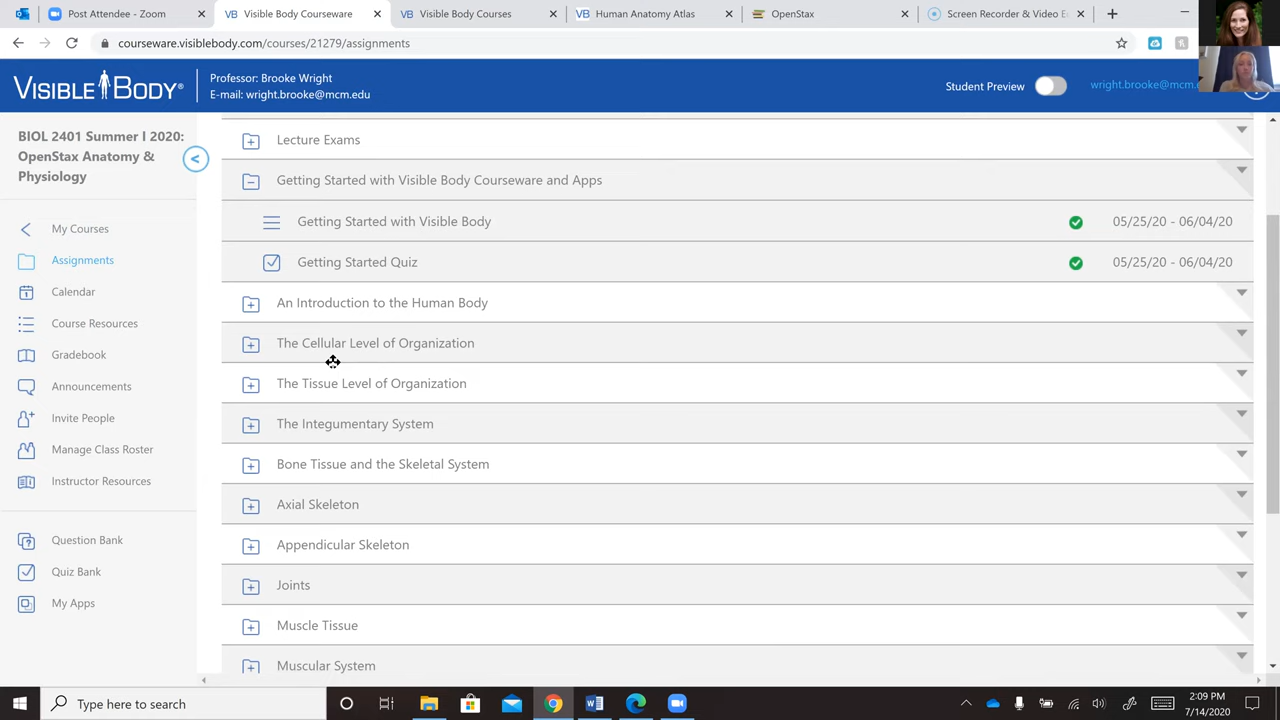 Post Attendee - Zoom
Visible Body Courseware
Visible Body Courses
Human Anatomy Atlas
OpenStax
Screen Recorder & Video E
courseware.visiblebody.com/courses/21279/assignments
VISIBLE BODY®
Professor: Brooke Wright
E-mail: wright.brooke@mcm.edu
Student Preview
wright.brooke@mcm.e
BIOL 2401 Summer I 2020:
OpenStax Anatomy &
Physiology
My Courses
Assignments
Calendar
Course Resources
Gradebook
Announcements
Invite People
Manage Class Roster
Instructor Resources
Question Bank
Quiz Bank
My Apps
Lecture Exams
Getting Started with Visible Body Courseware and Apps
Getting Started with Visible Body 05/25/20 - 06/04/20
Getting Started Quiz 05/25/20 - 06/04/20
An Introduction to the Human Body
The Cellular Level of Organization
The Tissue Level of Organization
The Integumentary System
Bone Tissue and the Skeletal System
Axial Skeleton
Appendicular Skeleton
Joints
Muscle Tissue
Muscular System
Type here to search
2:09 PM
7/14/2020